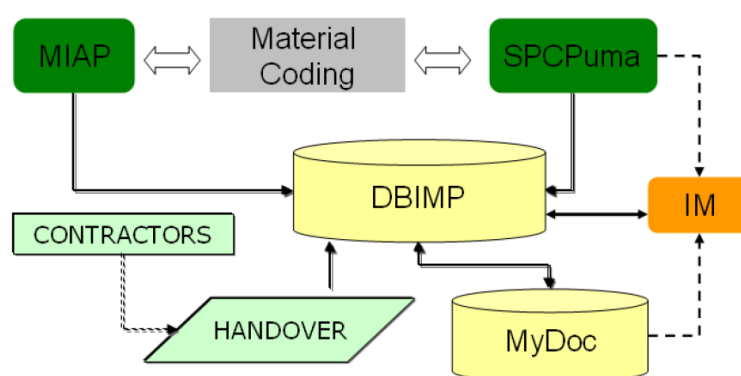 MIAP
Material
Coding
SPCPuma
DBIMP
IM
CONTRACTORS
HANDOVER
MyDoc